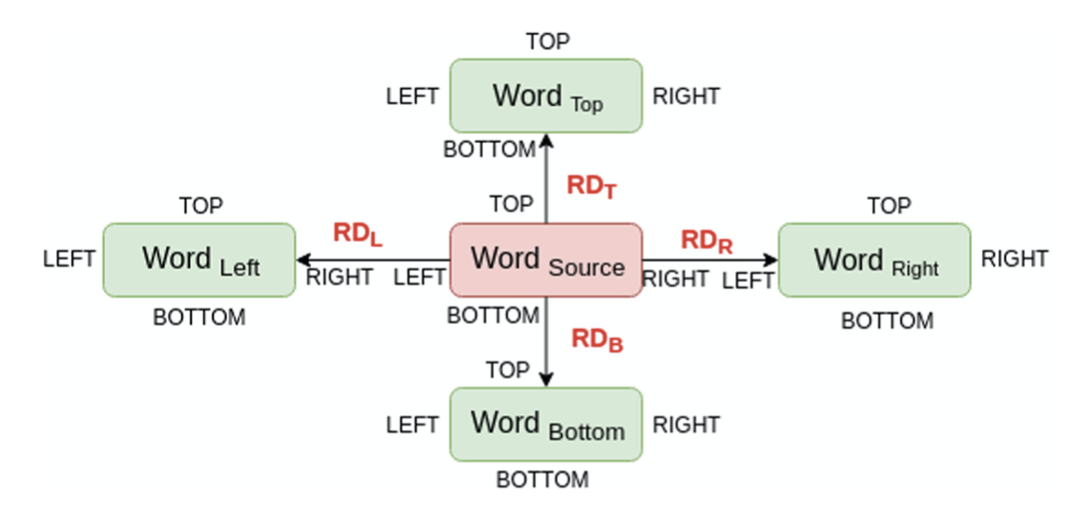 TOP
LEFT Word Top RIGHT
BOTTOM
RD_T
TOP TOP TOP
RD_L RD_R
LEFT Word Left Word Source Word Right RIGHT
RIGHT LEFT RIGHT LEFT
BOTTOM BOTTOM BOTTOM
RD_B
TOP
LEFT Word Bottom RIGHT
BOTTOM